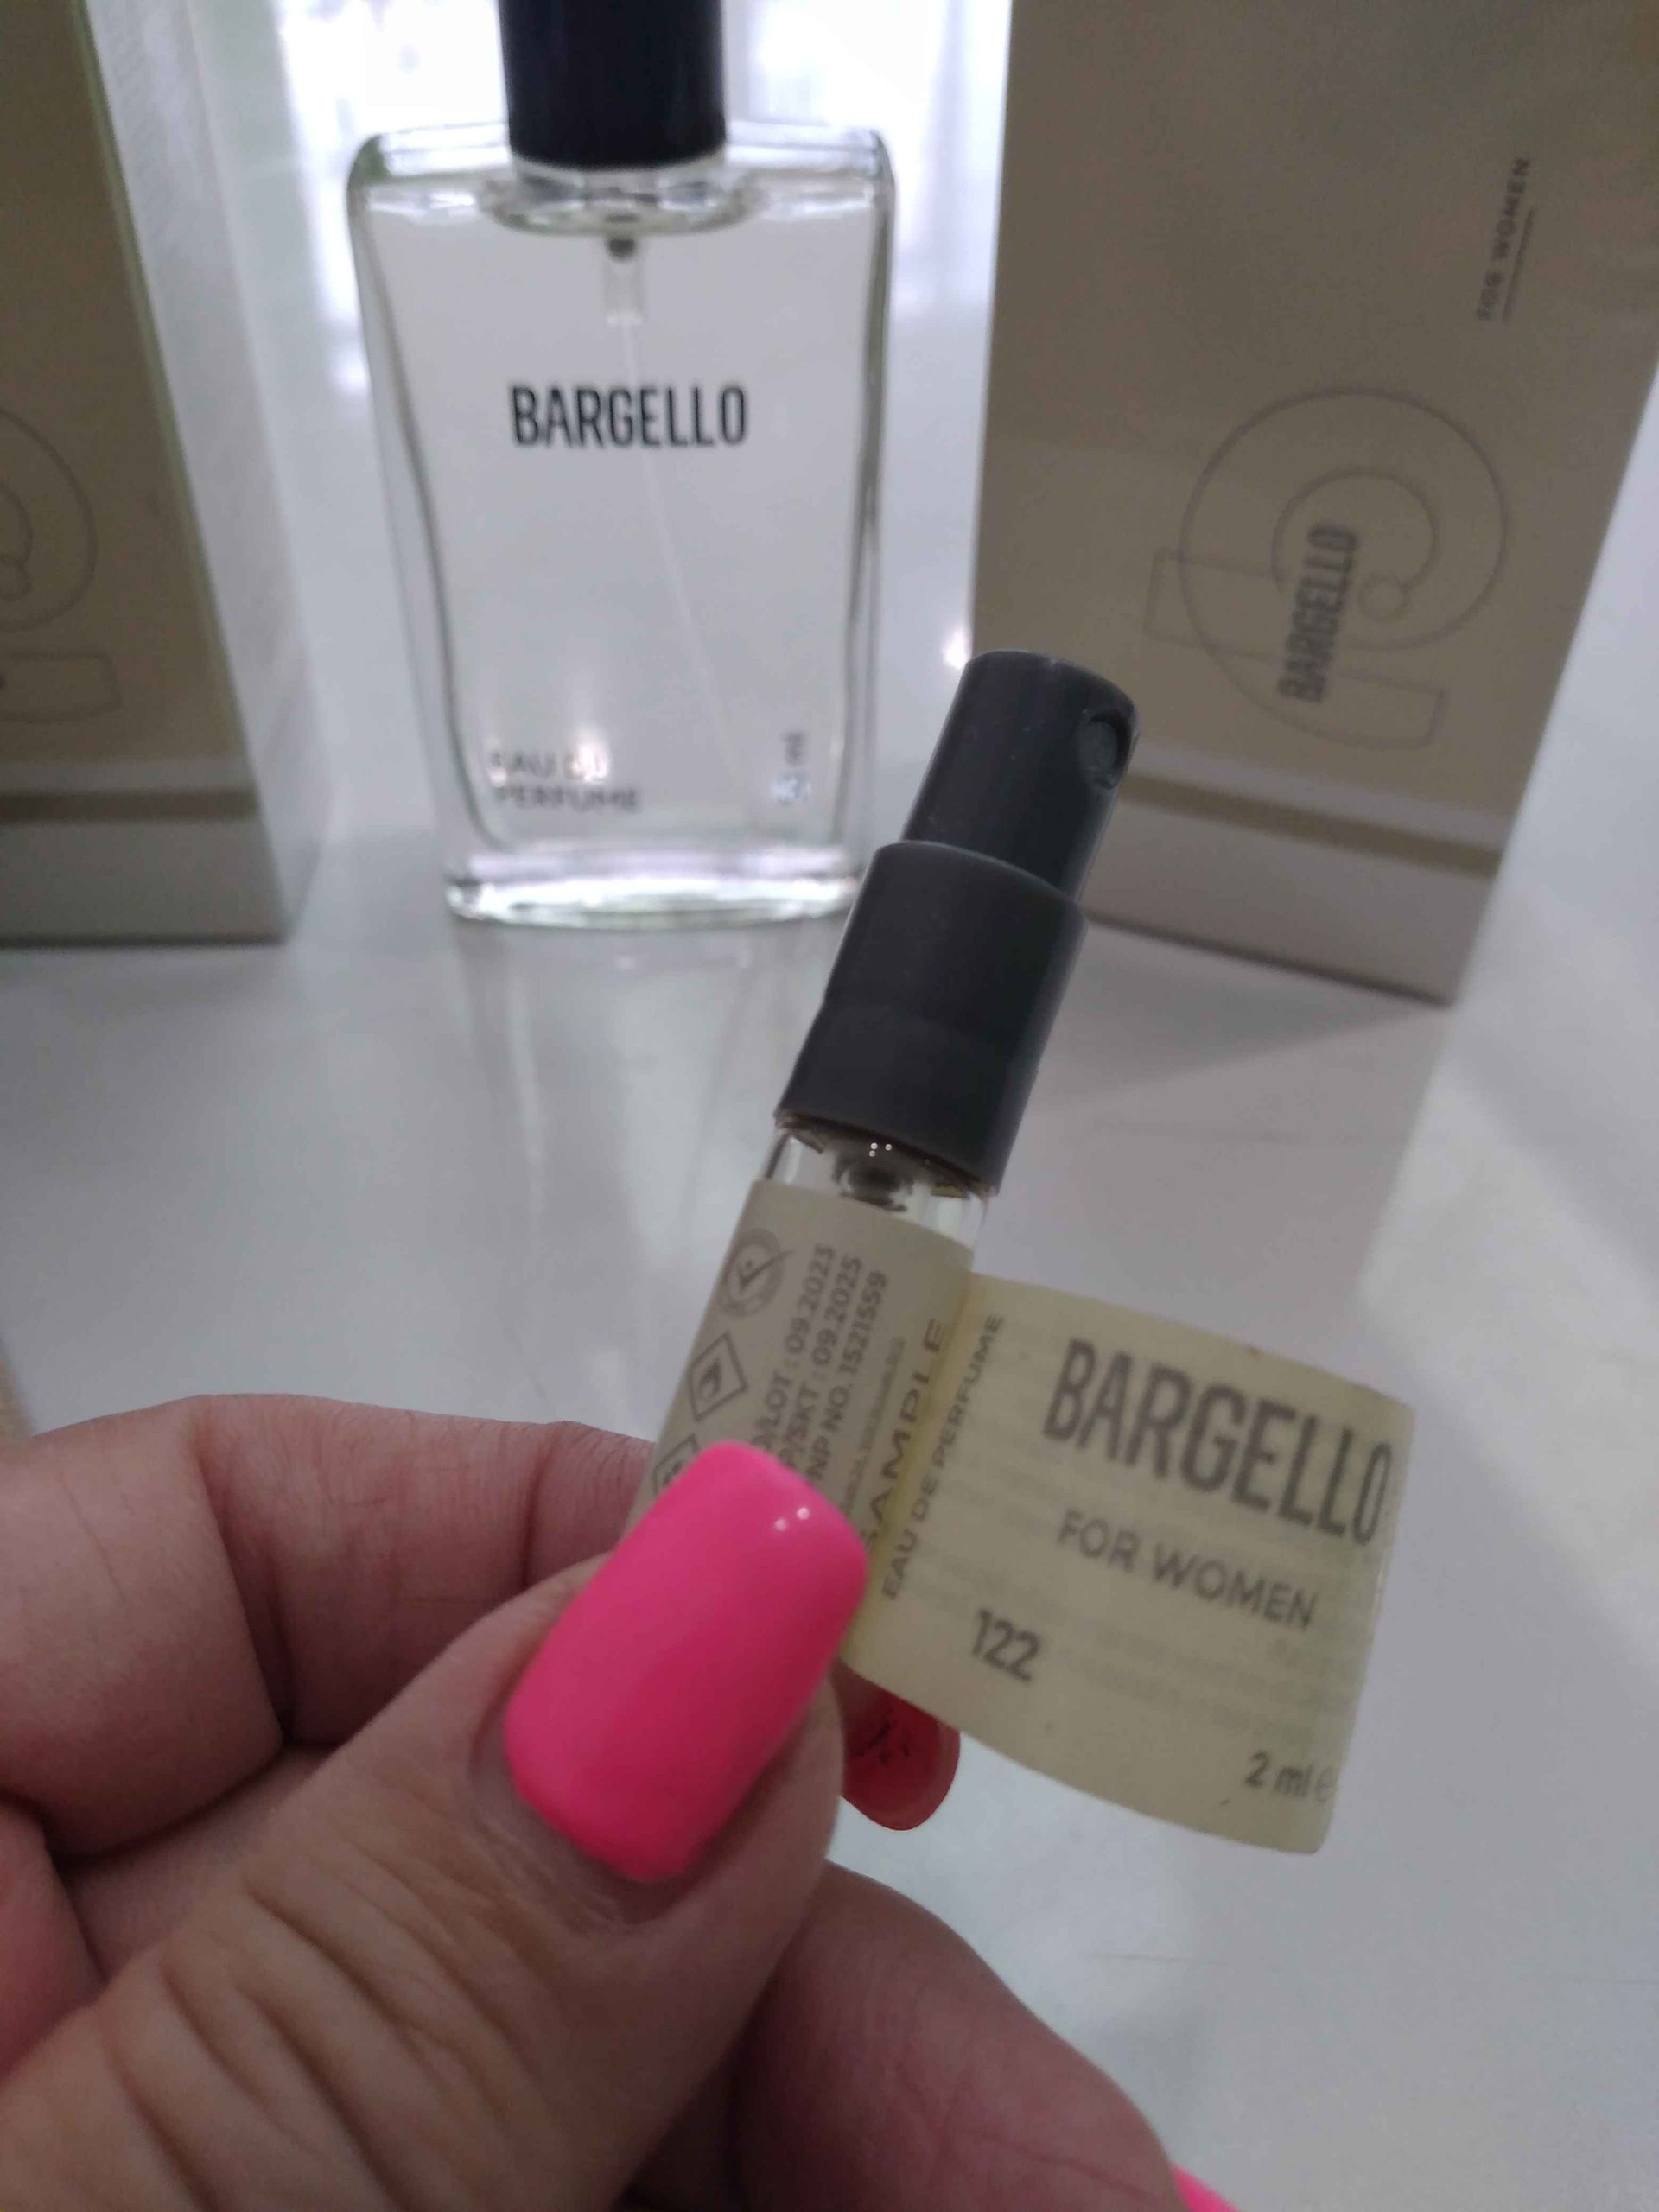 BARGELLO
EAU DE
PERFUME
ml
FOR WOMEN
BARGELLO
LOT : 09.2023
/SKT : 09.2025
NO. 1521559
SAMPLE
EAU DE PERFUME
BARGELLO
FOR WOMEN
122
2 ml e